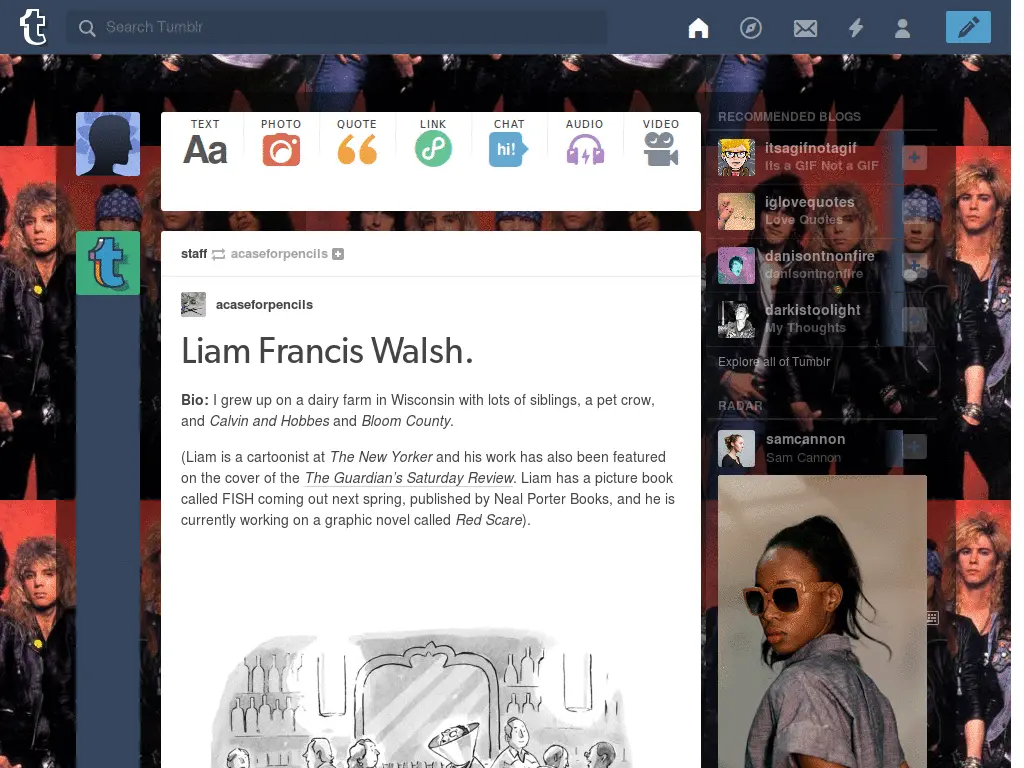 t
Search Tumblr
TEXT
Aa
PHOTO
QUOTE
LINK
CHAT
hi!
AUDIO
VIDEO
RECOMMENDED BLOGS
itsagifnotagif
Its a GIF Not a GIF
iglovequotes
Love Quotes
danisontnonfire
danisontnonfire
darkistoolight
My Thoughts
Explore all of Tumblr
RADAR
samcannon
Sam Cannon
t
staff acaseforpencils
acaseforpencils
Liam Francis Walsh.
Bio: I grew up on a dairy farm in Wisconsin with lots of siblings, a pet crow,
and Calvin and Hobbes and Bloom County.
(Liam is a cartoonist at The New Yorker and his work has also been featured
on the cover of the The Guardian's Saturday Review. Liam has a picture book
called FISH coming out next spring, published by Neal Porter Books, and he is
currently working on a graphic novel called Red Scare).